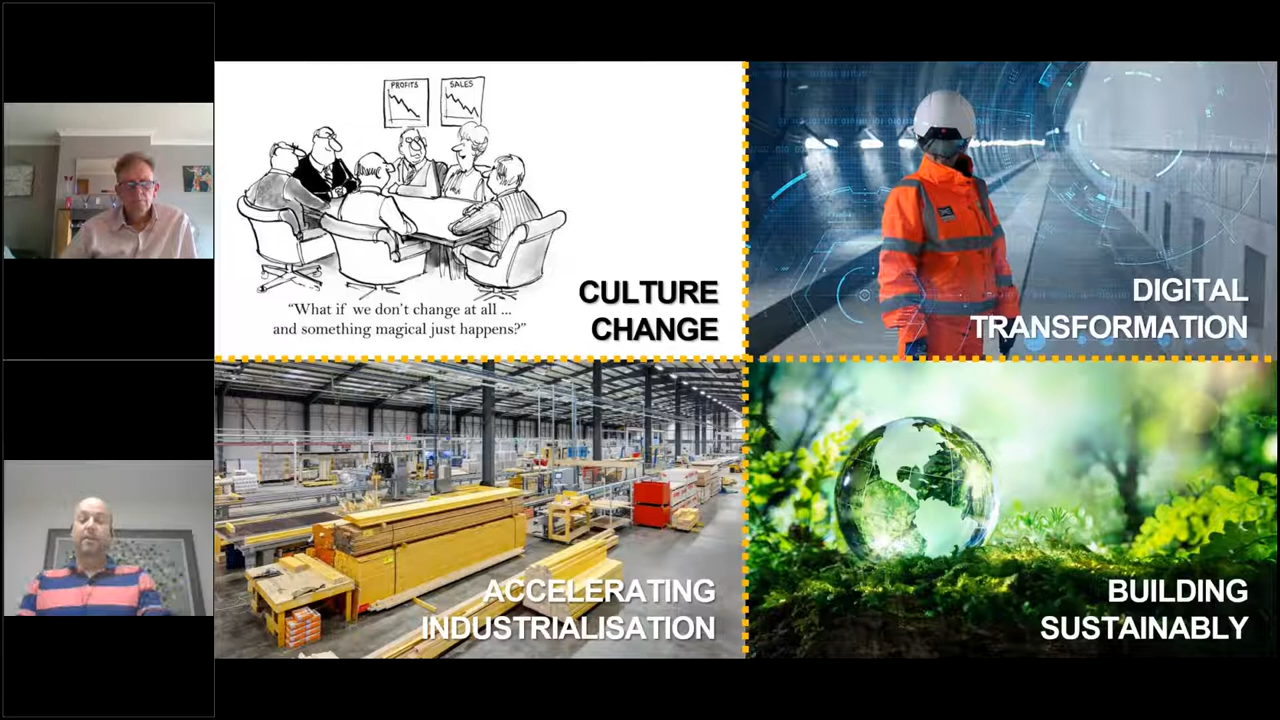 PROFITS
SALES
“What if we don’t change at all ...
and something magical just happens?”
CULTURE
CHANGE
DIGITAL
TRANSFORMATION
ACCELERATING
INDUSTRIALISATION
BUILDING
SUSTAINABLY